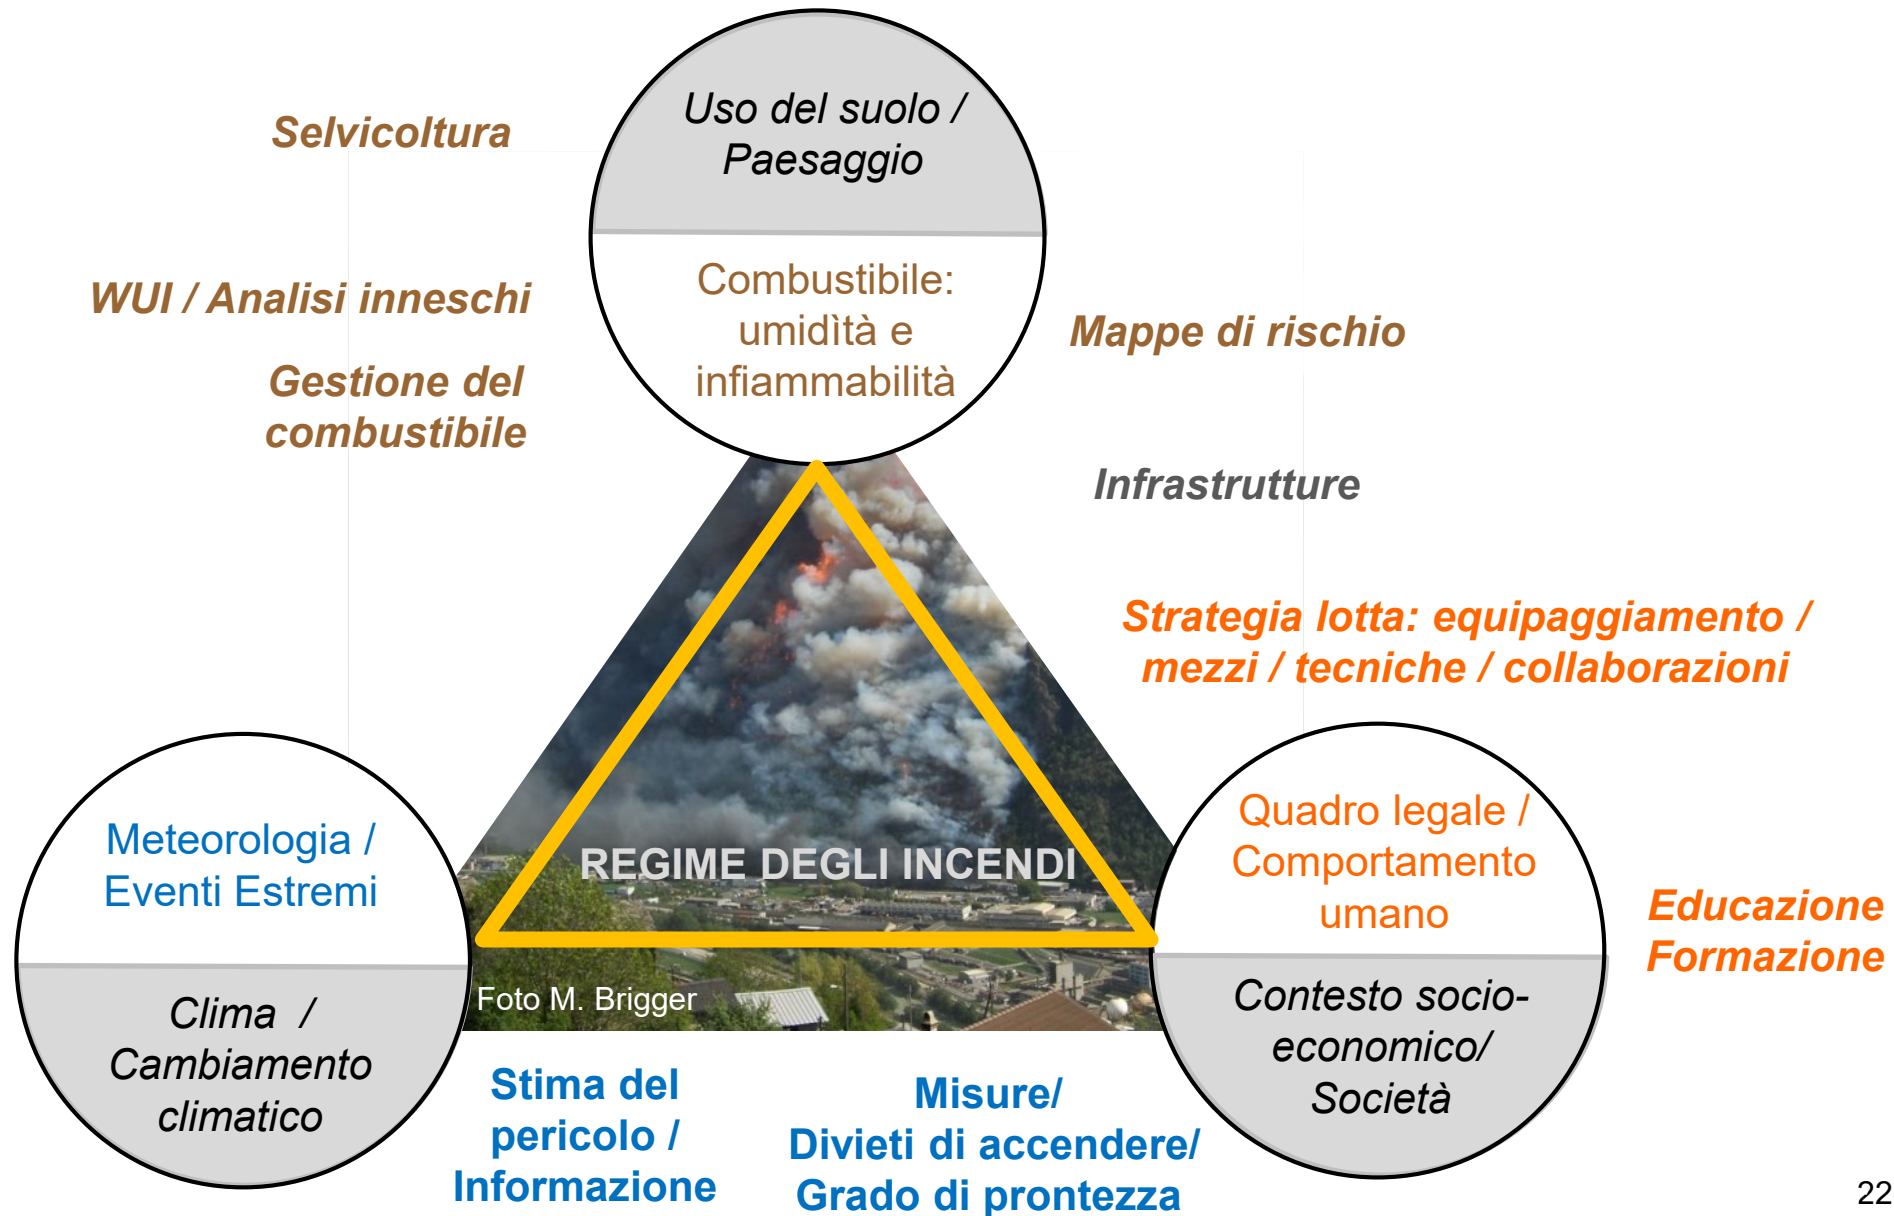 Uso del suolo /
Paesaggio
Selvicoltura
Combustibile:
umidìtà e
infiammabilità
WUI / Analisi inneschi
Mappe di rischio
Gestione del
combustibile
Infrastrutture
Strategia lotta: equipaggiamento /
mezzi / tecniche / collaborazioni
REGIME DEGLI INCENDI
Meteorologia /
Eventi Estremi
Quadro legale /
Comportamento
umano
Educazione
Formazione
Foto M. Brigger
Clima /
Cambiamento
climatico
Contesto socio-
economico/
Società
Stima del
pericolo /
Informazione
Misure/
Divieti di accendere/
Grado di prontezza
22